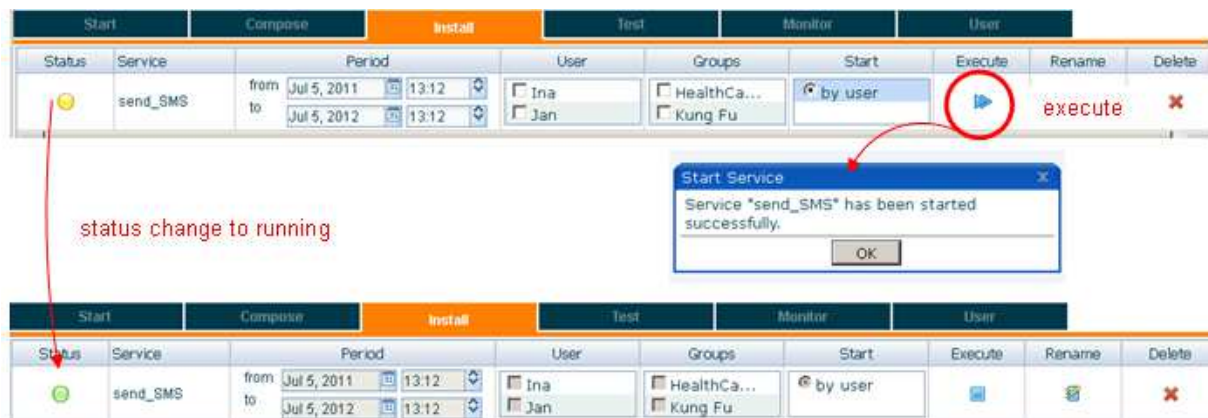 Start Compose Install Test Monitor User
Status Service Period User Groups Start Execute Rename Delete
send_SMS from Jul 5, 2011 13:12 Ina HealthCa... by user execute
to Jul 5, 2012 13:12 Jan Kung Fu
Start Service
Service "send_SMS" has been started
successfully.
OK
status change to running
Start Compose Install Test Monitor User
Status Service Period User Groups Start Execute Rename Delete
send_SMS from Jul 5, 2011 13:12 Ina HealthCa... by user
to Jul 5, 2012 13:12 Jan Kung Fu